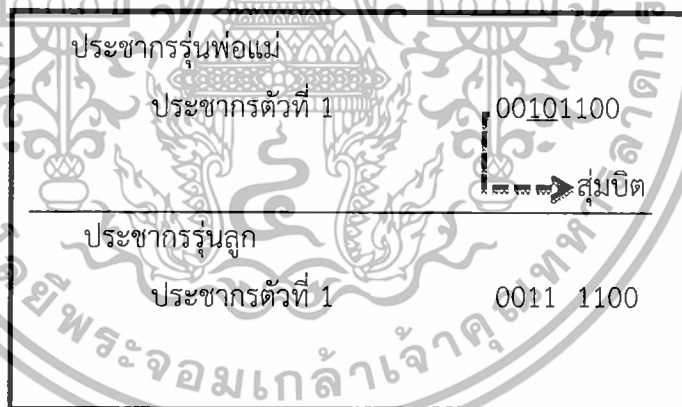 ประชากรรุ่นพ่อแม่
ประชากรตัวที่ 1 00101100
สุ่มบิต
ประชากรรุ่นลูก
ประชากรตัวที่ 1 0011 1100